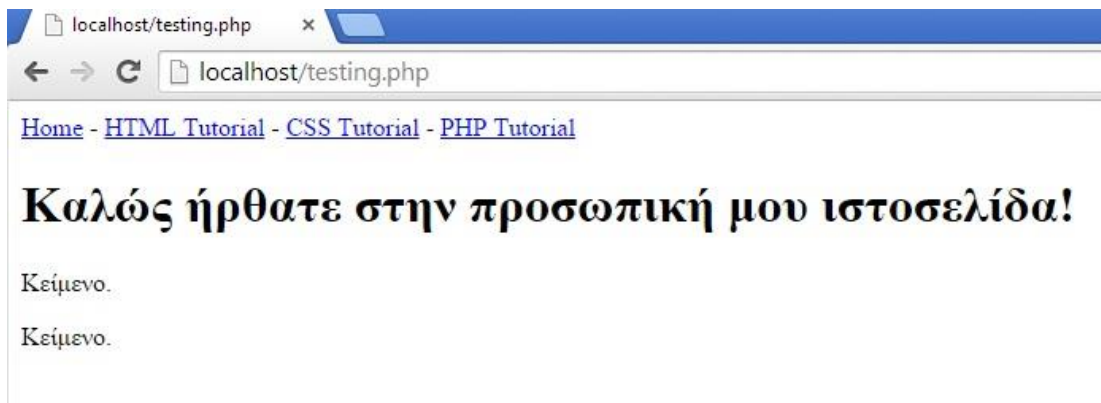 localhost/testing.php
localhost/testing.php
Home - HTML Tutorial - CSS Tutorial - PHP Tutorial
Καλώς ήρθατε στην προσωπική μου ιστοσελίδα!
Κείμενο.
Κείμενο.